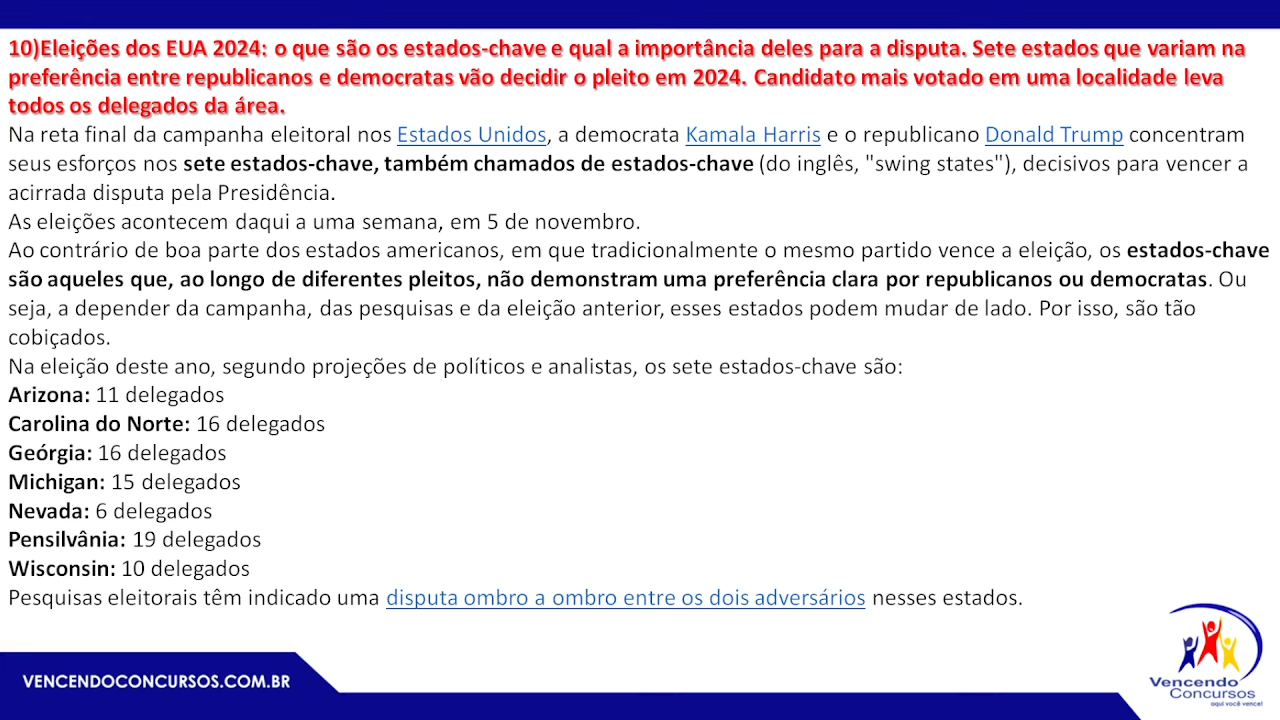 10)Eleições dos EUA 2024: o que são os estados-chave e qual a importância deles para a disputa. Sete estados que variam na
preferência entre republicanos e democratas vão decidir o pleito em 2024. Candidato mais votado em uma localidade leva
todos os delegados da área.
Na reta final da campanha eleitoral nos Estados Unidos, a democrata Kamala Harris e o republicano Donald Trump concentram
seus esforços nos sete estados-chave, também chamados de estados-chave (do inglês, "swing states"), decisivos para vencer a
acirrada disputa pela Presidência.
As eleições acontecem daqui a uma semana, em 5 de novembro.
Ao contrário de boa parte dos estados americanos, em que tradicionalmente o mesmo partido vence a eleição, os estados-chave
são aqueles que, ao longo de diferentes pleitos, não demonstram uma preferência clara por republicanos ou democratas. Ou
seja, a depender da campanha, das pesquisas e da eleição anterior, esses estados podem mudar de lado. Por isso, são tão
cobiçados.
Na eleição deste ano, segundo projeções de políticos e analistas, os sete estados-chave são:
Arizona: 11 delegados
Carolina do Norte: 16 delegados
Geórgia: 16 delegados
Michigan: 15 delegados
Nevada: 6 delegados
Pensilvânia: 19 delegados
Wisconsin: 10 delegados
Pesquisas eleitorais têm indicado uma disputa ombro a ombro entre os dois adversários nesses estados.
VENCENDOCONCURSOS.COM.BR
Vencendo
Concursos
aqui você vence!